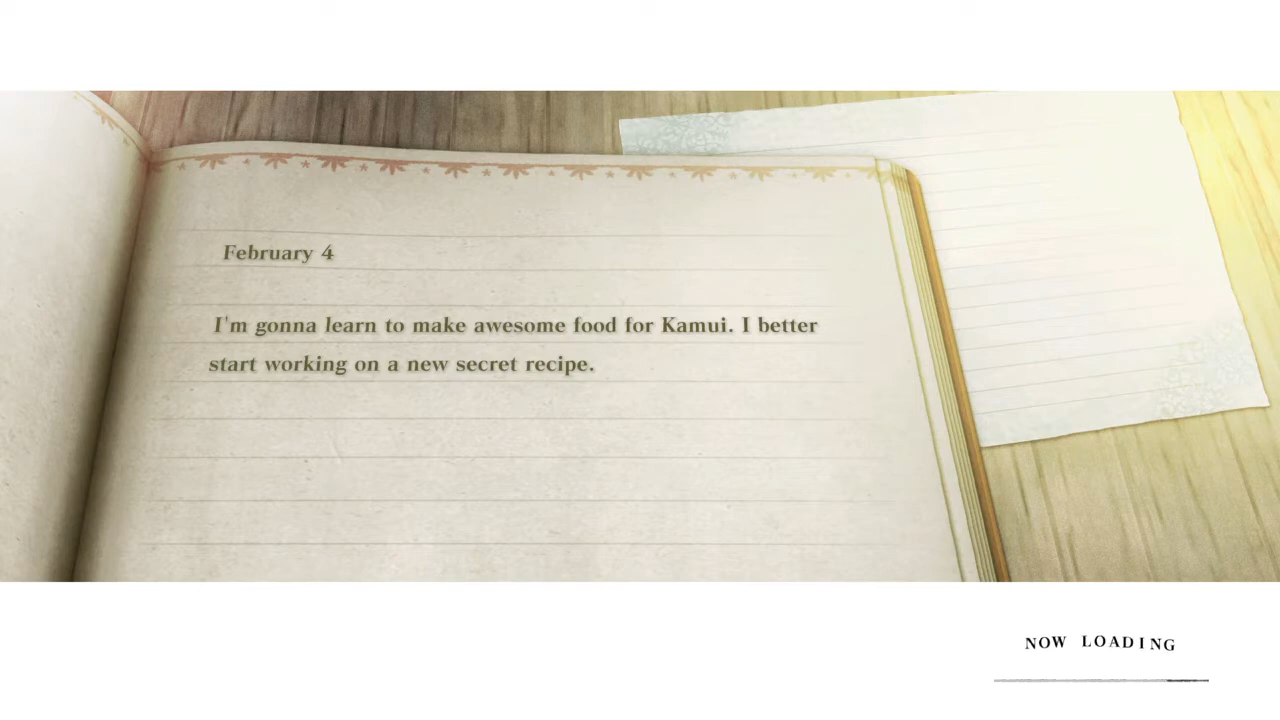 February 4
I'm gonna learn to make awesome food for Kamui. I better
start working on a new secret recipe.
NOW LOADING